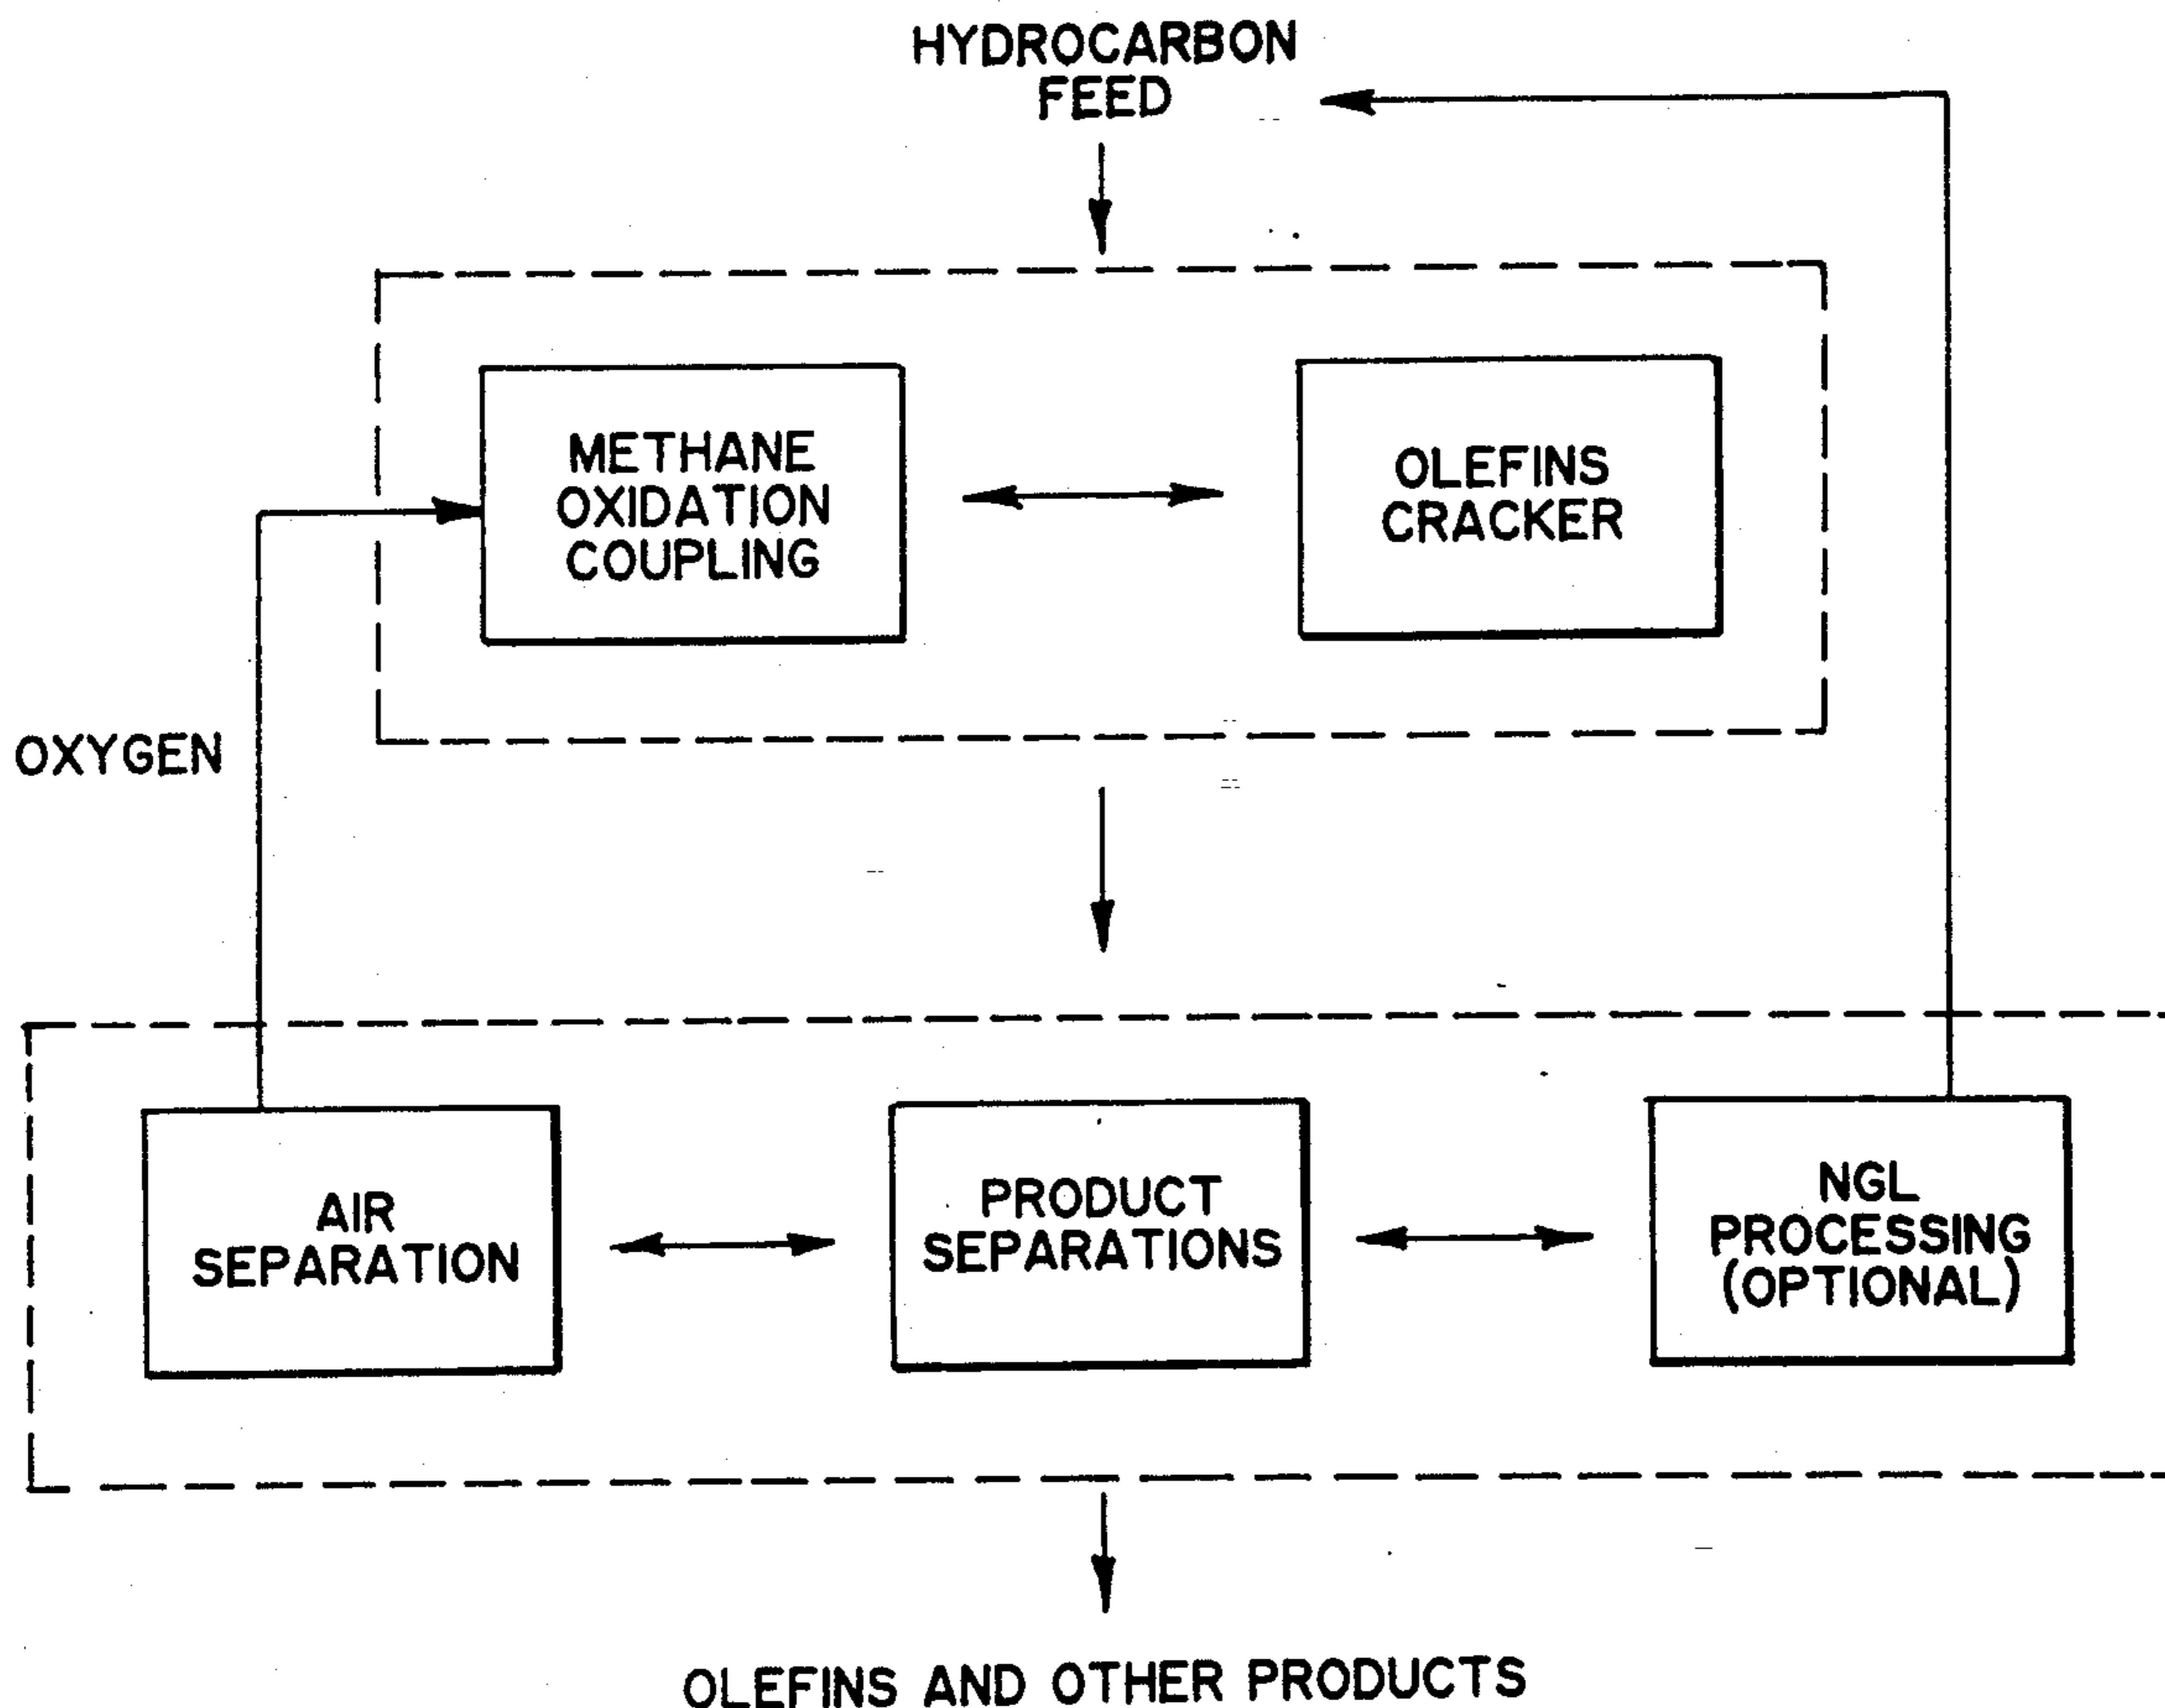 HYDROCARBON
FEED
METHANE
OXIDATION
COUPLING
OLEFINS
CRACKER
OXYGEN
AIR
SEPARATION
PRODUCT
SEPARATIONS
NGL
PROCESSING
(OPTIONAL)
OLEFINS AND OTHER PRODUCTS